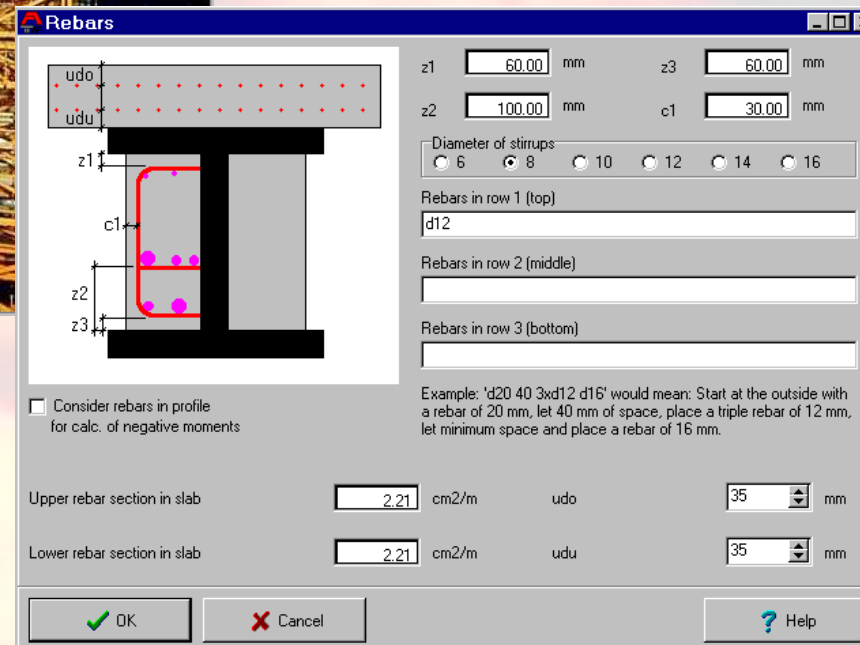 Rebars
udo
udu
z1
c1
z2
z3
z1 60.00 mm z3 60.00 mm
z2 100.00 mm c1 30.00 mm
Diameter of stirrups
6 8 10 12 14 16
Rebars in row 1 (top)
d12
Rebars in row 2 (middle)
Rebars in row 3 (bottom)
Example: 'd20 40 3xd12 d16' would mean: Start at the outside with
a rebar of 20 mm, let 40 mm of space, place a triple rebar of 12 mm,
let minimum space and place a rebar of 16 mm.
Consider rebars in profile
for calc. of negative moments
Upper rebar section in slab 2.21 cm2/m udo 35 mm
Lower rebar section in slab 2.21 cm2/m udu 35 mm
OK Cancel ? Help